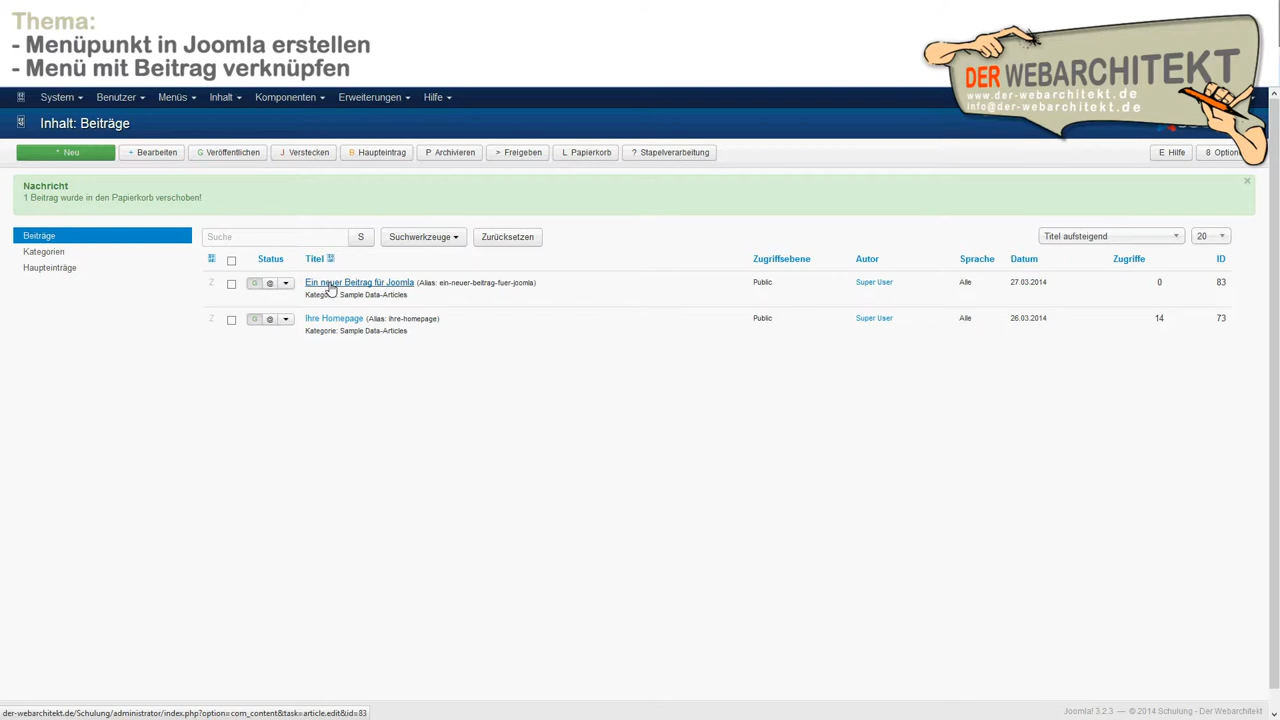 Thema:
- Menüpunkt in Joomla erstellen
- Menü mit Beitrag verknüpfen
DER WEBARCHITEKT
www.der-webarchitekt.de
info@der-webarchitekt.de
System Benutzer Menüs Inhalt Komponenten Erweiterungen Hilfe
Inhalt: Beiträge
* Neu + Bearbeiten G Veröffentlichen J Verstecken B Haupteintrag P Archivieren > Freigeben L Papierkorb ? Stapelverarbeitung E Hilfe 8 Option
Nachricht
1 Beitrag wurde in den Papierkorb verschoben!
Beiträge
Kategorien
Haupteinträge
Suche S Suchwerkzeuge Zurücksetzen Titel aufsteigend 20
Status Titel Zugriffsebene Autor Sprache Datum Zugriffe ID
Z G @ Ein neuer Beitrag für Joomla (Alias: ein-neuer-beitrag-fuer-joomla) Public Super User Alle 27.03.2014 0 83
Kategorie: Sample Data-Articles
Z G @ Ihre Homepage (Alias: ihre-homepage) Public Super User Alle 26.03.2014 14 73
Kategorie: Sample Data-Articles
der-webarchitekt.de/Schulung/administrator/index.php?option=com_content&task=article.edit&id=83
Joomla! 3.2.3 — © 2014 Schulung - Der Webarchitekt